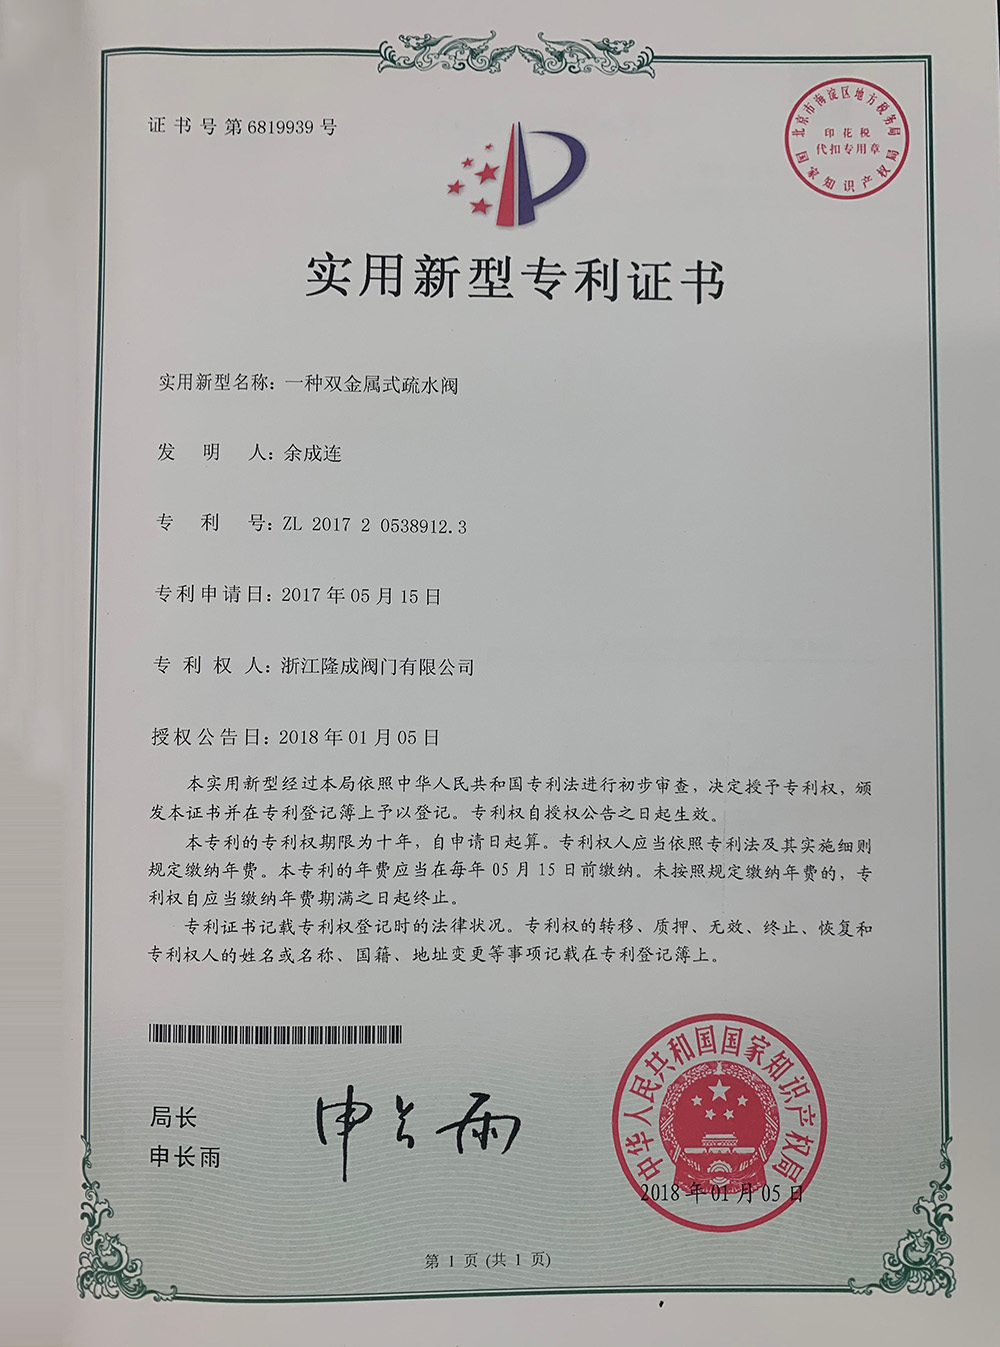 证书号第6819939号
北京市海淀区地方税务局
印花税
代扣专用章
国家知识产权局
实用新型专利证书
实用新型名称：一种双金属式疏水阀
发明人：余成连
专利号：ZL 2017 2 0538912.3
专利申请日：2017年05月15日
专利权人：浙江隆成阀门有限公司
授权公告日：2018年01月05日
本实用新型经过本局依照中华人民共和国专利法进行初步审查，决定授予专利权，颁
发本证书并在专利登记簿上予以登记。专利权自授权公告之日起生效。
本专利的专利权期限为十年，自申请日起算。专利权人应当依照专利法及其实施细则
规定缴纳年费。本专利的年费应当在每年05月15日前缴纳。未按照规定缴纳年费的，专
利权自应当缴纳年费期满之日起终止。
专利证书记载专利权登记时的法律状况。专利权的转移、质押、无效、终止、恢复和
专利权人的姓名或名称、国籍、地址变更等事项记载在专利登记簿上。
局长
申长雨
申长雨
中华人民共和国国家知识产权局
2018年01月05日
第1页(共1页)